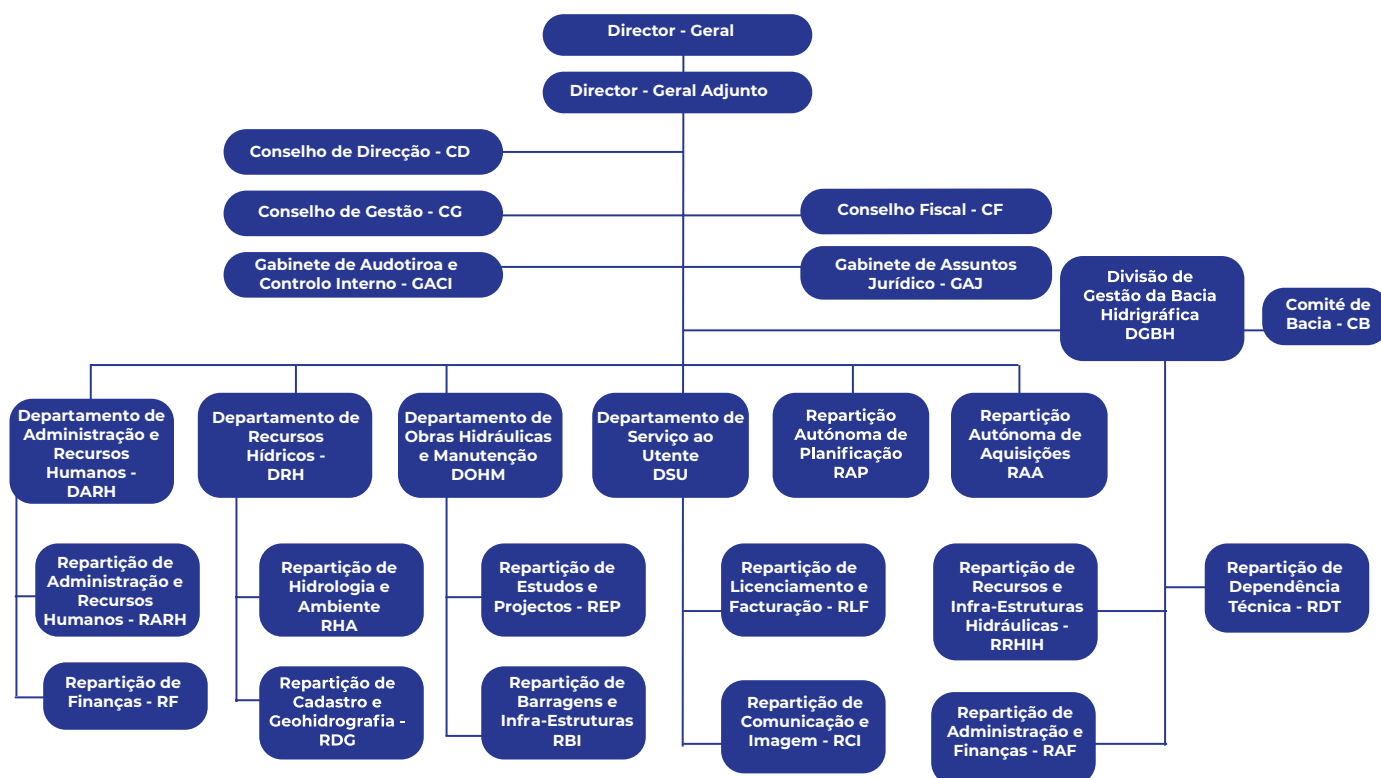 Director - Geral
Director - Geral Adjunto
Conselho de Direcção - CD
Conselho de Gestão - CG
Conselho Fiscal - CF
Gabinete de Audotiroa e
Controlo Interno - GACI
Gabinete de Assuntos
Jurídico - GAJ
Divisão de
Gestão da Bacia
Hidrigráfica
DGBH
Comité de
Bacia - CB
Departamento de
Administração e
Recursos
Humanos -
DARH
Departamento de
Recursos
Hídricos -
DRH
Departamento de
Obras Hidráulicas
e Manutenção
DOHM
Departamento de
Serviço ao
Utente
DSU
Repartição
Autónoma de
Planificação
RAP
Repartição
Autónoma de
Aquisições
RAA
Repartição de
Administração e
Recursos
Humanos - RARH
Repartição de
Hidrologia e
Ambiente
RHA
Repartição de
Estudos e
Projectos - REP
Repartição de
Licenciamento e
Facturação - RLF
Repartição de
Recursos e
Infra-Estruturas
Hidráulicas -
RRHIH
Repartição de
Dependência
Técnica - RDT
Repartição de
Finanças - RF
Repartição de
Cadastro e
Geohidrografia -
RDG
Repartição de
Barragens e
Infra-Estruturas
RBI
Repartição de
Comunicação e
Imagem - RCI
Repartição de
Administração e
Finanças - RAF